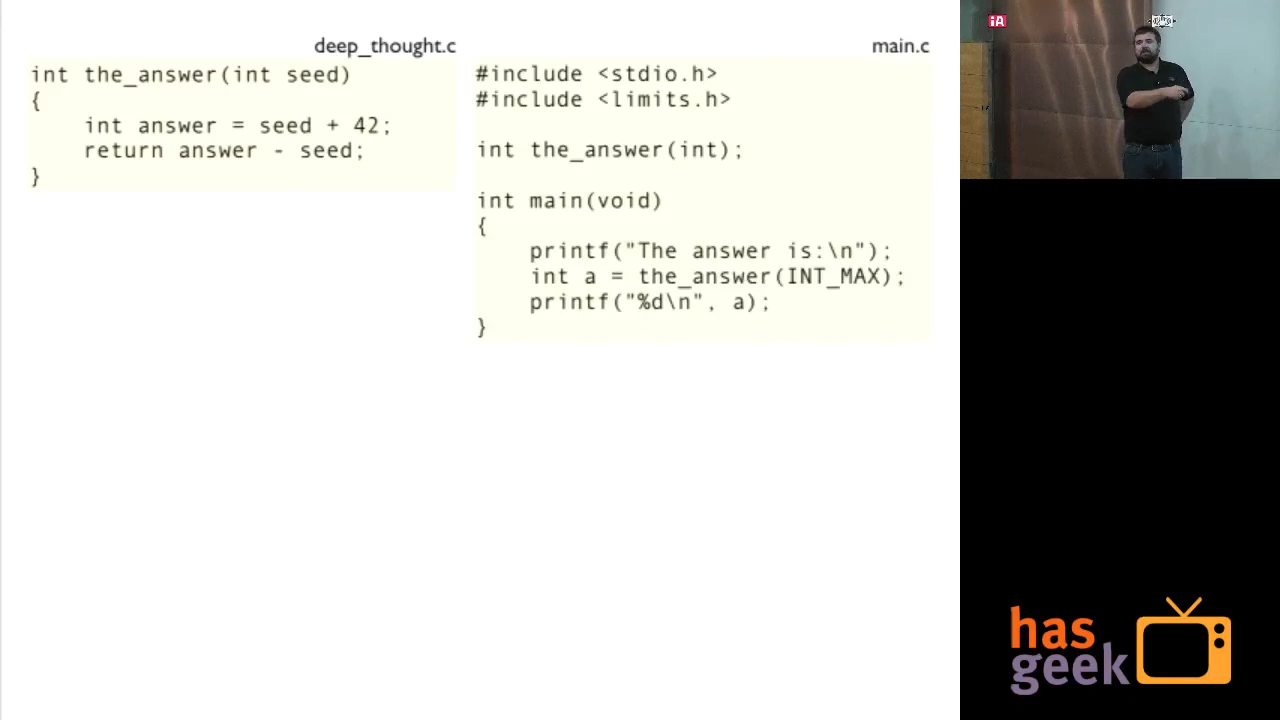 deep_thought.c
int the_answer(int seed)
{
    int answer = seed + 42;
    return answer - seed;
}
main.c
#include <stdio.h>
#include <limits.h>

int the_answer(int);

int main(void)
{
    printf("The answer is:\n");
    int a = the_answer(INT_MAX);
    printf("%d\n", a);
}
iA
has
geek